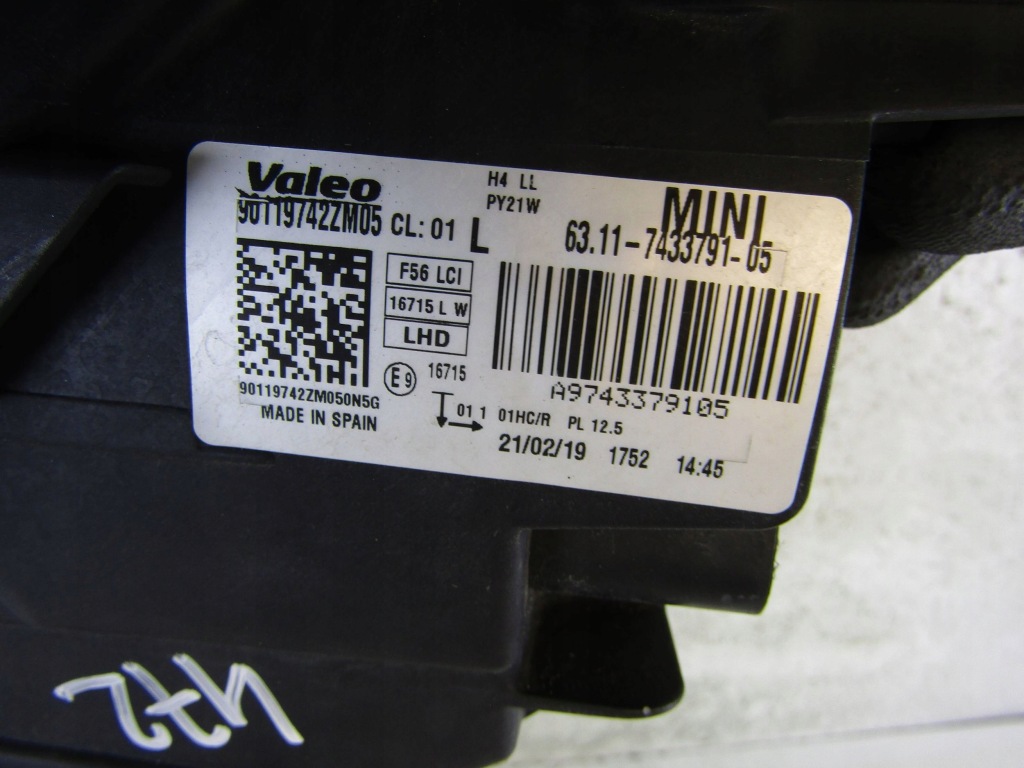 Valeo
90119742ZM05 CL: 01 L
H4 LL
PY21W
MINI
63.11-7433791-05
F56 LCI
16715 L W
LHD
E9 16715
90119742ZM050N5G
MADE IN SPAIN
A9743379105
01 1 01HC/R PL 12.5
21/02/19 1752 14:45